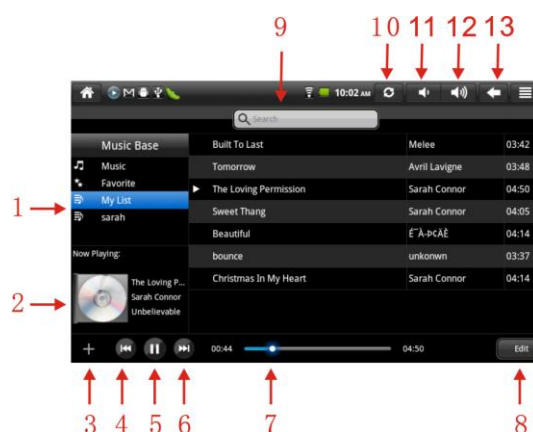 9 10 11 12 13
10:02 AM
Search
Music Base
Music
Favorite
My List
sarah
Built To Last Melee 03:42
Tomorrow Avril Lavigne 03:48
The Loving Permission Sarah Connor 04:50
Sweet Thang Sarah Connor 04:05
Beautiful É¯À-Þ¢ÄÈ 04:14
bounce unkonwn 03:37
Christmas In My Heart Sarah Connor 04:14
1
Now Playing:
The Loving P...
Sarah Connor
Unbelievable
2
00:44 04:50 Edit
3 4 5 6 7 8